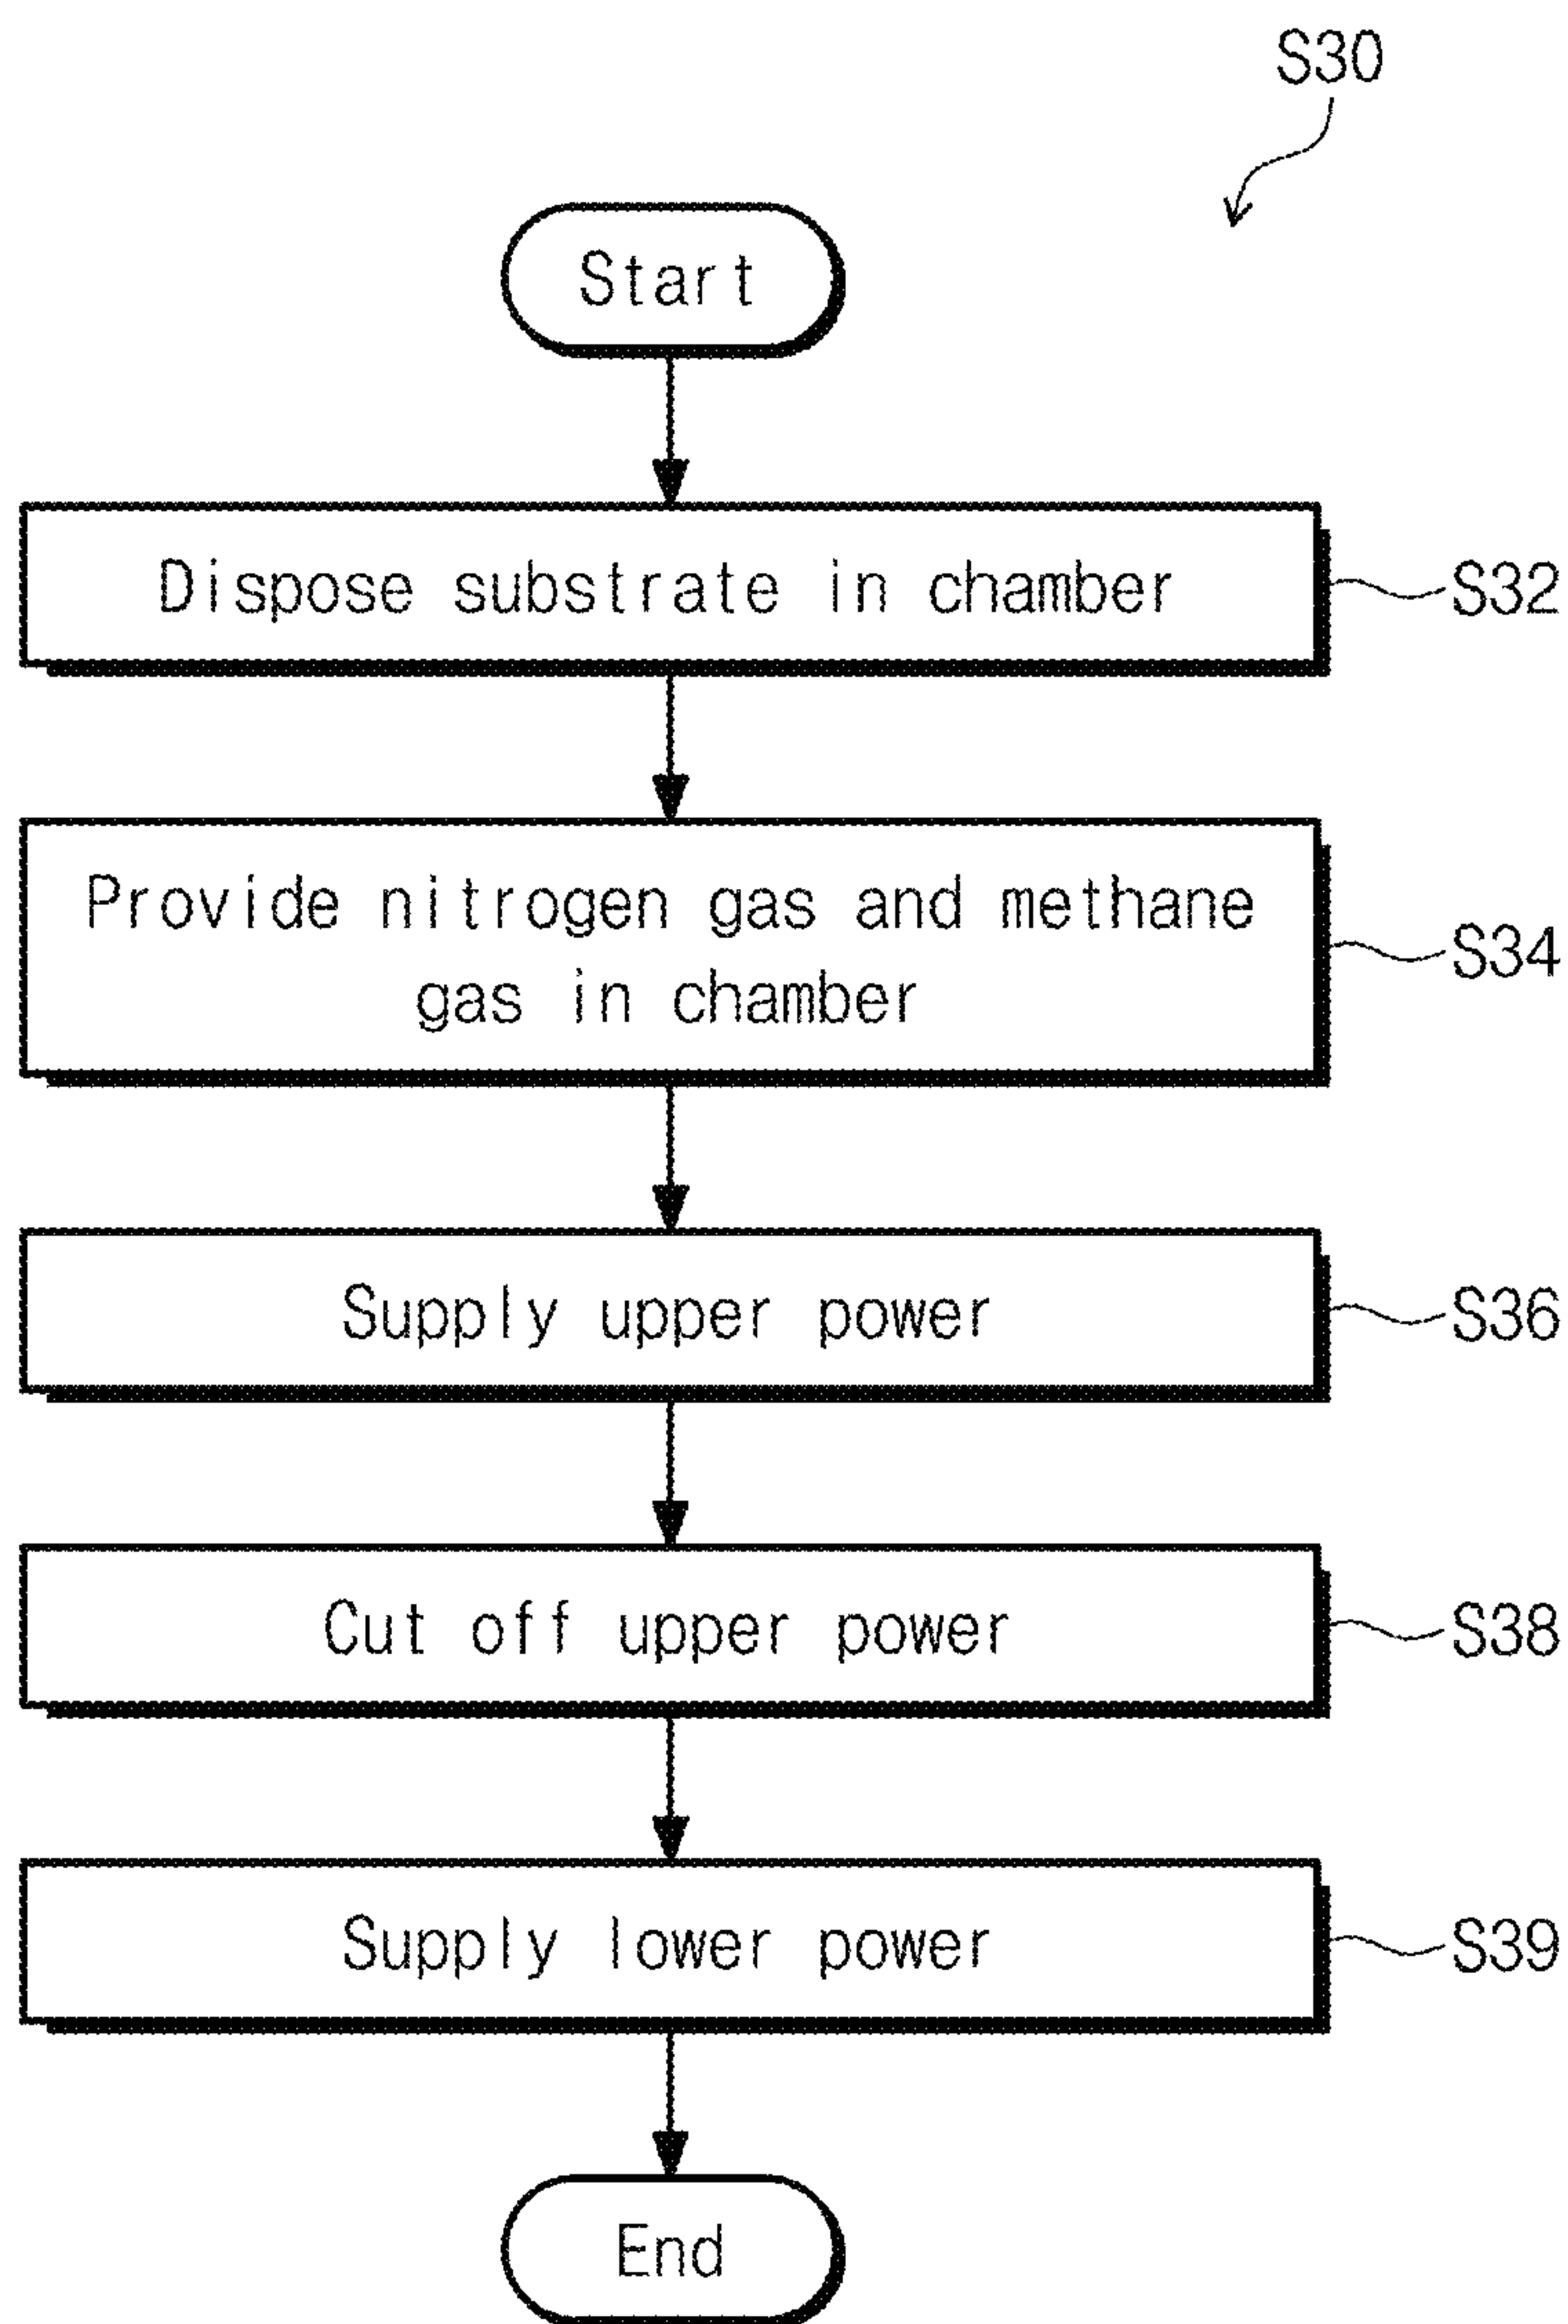 S30
Start
Dispose substrate in chamber
S32
Provide nitrogen gas and methane
gas in chamber
S34
Supply upper power
S36
Cut off upper power
S38
Supply lower power
S39
End